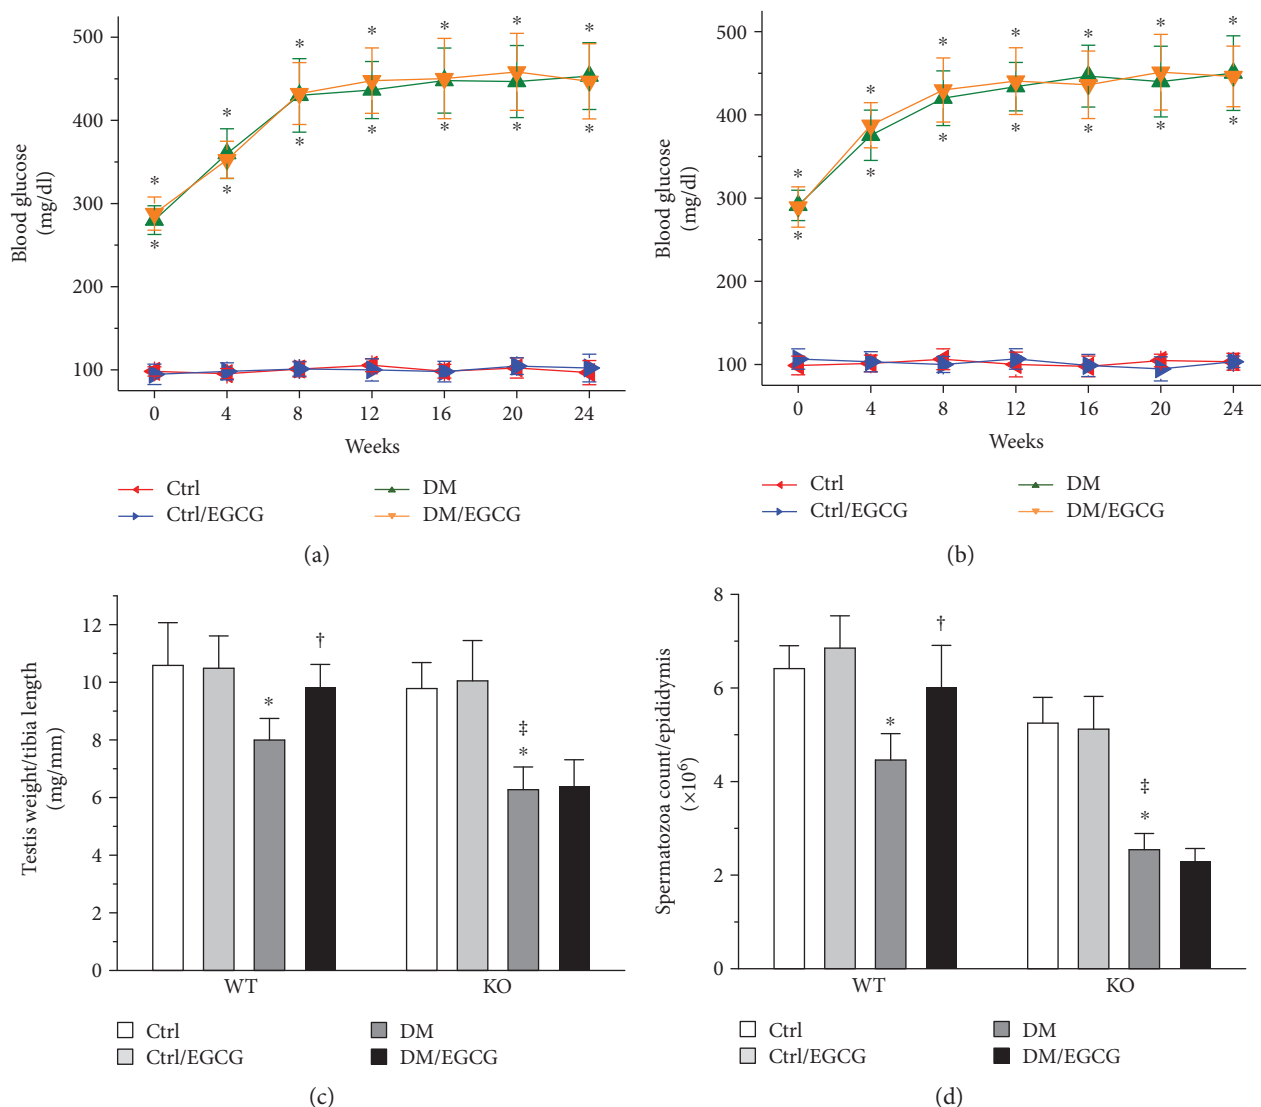 500
400
300
200
100
Blood glucose
(mg/dl)
* * * * * * *
* * * * * * *
0 4 8 12 16 20 24
Weeks
Ctrl
Ctrl/EGCG
DM
DM/EGCG
(a)
500
400
300
200
100
Blood glucose
(mg/dl)
* * * * * * *
* * * * * * *
0 4 8 12 16 20 24
Weeks
Ctrl
Ctrl/EGCG
DM
DM/EGCG
(b)
12
10
8
6
4
2
0
Testis weight/tibia length
(mg/mm)
*
†
‡
*
WT KO
Ctrl
Ctrl/EGCG
DM
DM/EGCG
(c)
8
6
4
2
0
Spermatozoa count/epididymis
(×10⁶)
*
†
‡
*
WT KO
Ctrl
Ctrl/EGCG
DM
DM/EGCG
(d)